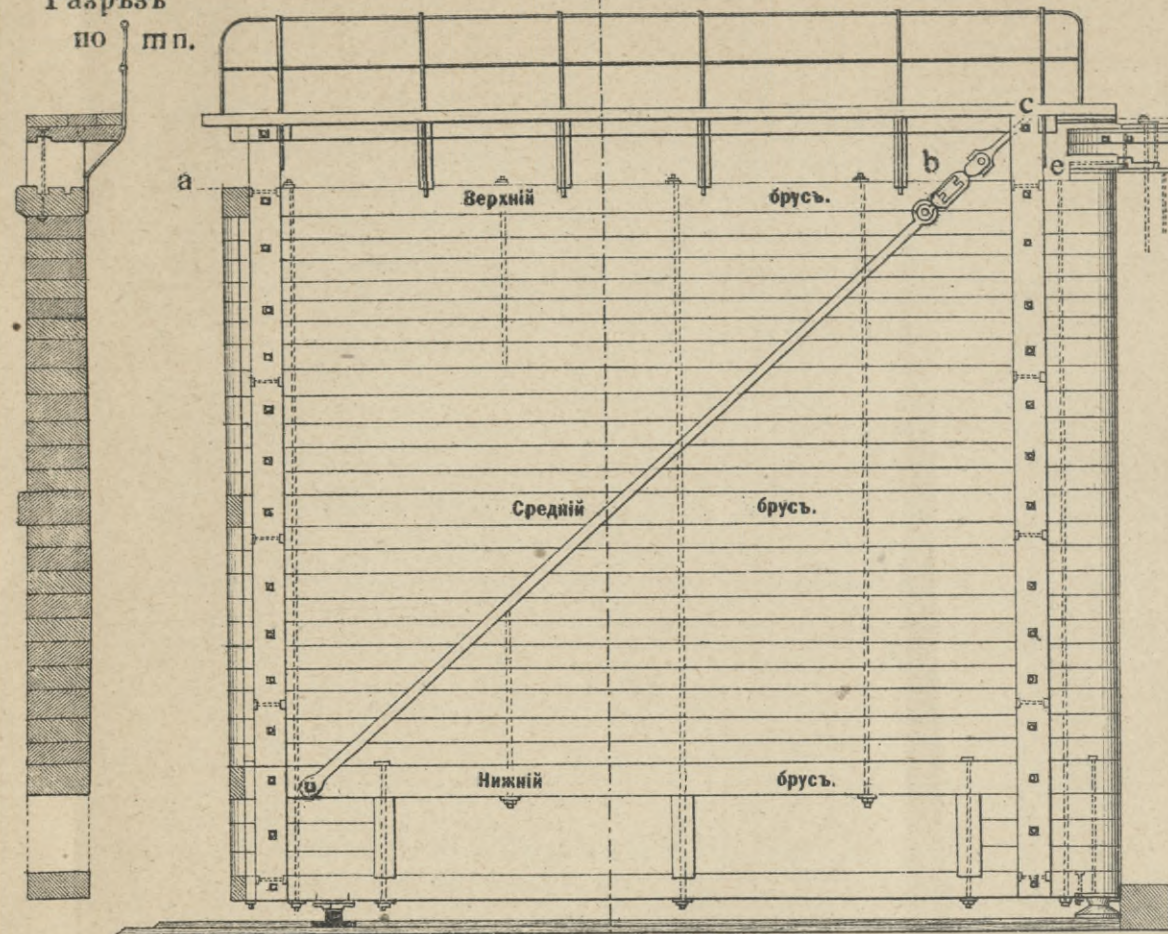 Разрѣзъ
по mn.
c
b
a
e
Верхній брусъ.
Средній брусъ.
Нижній брусъ.